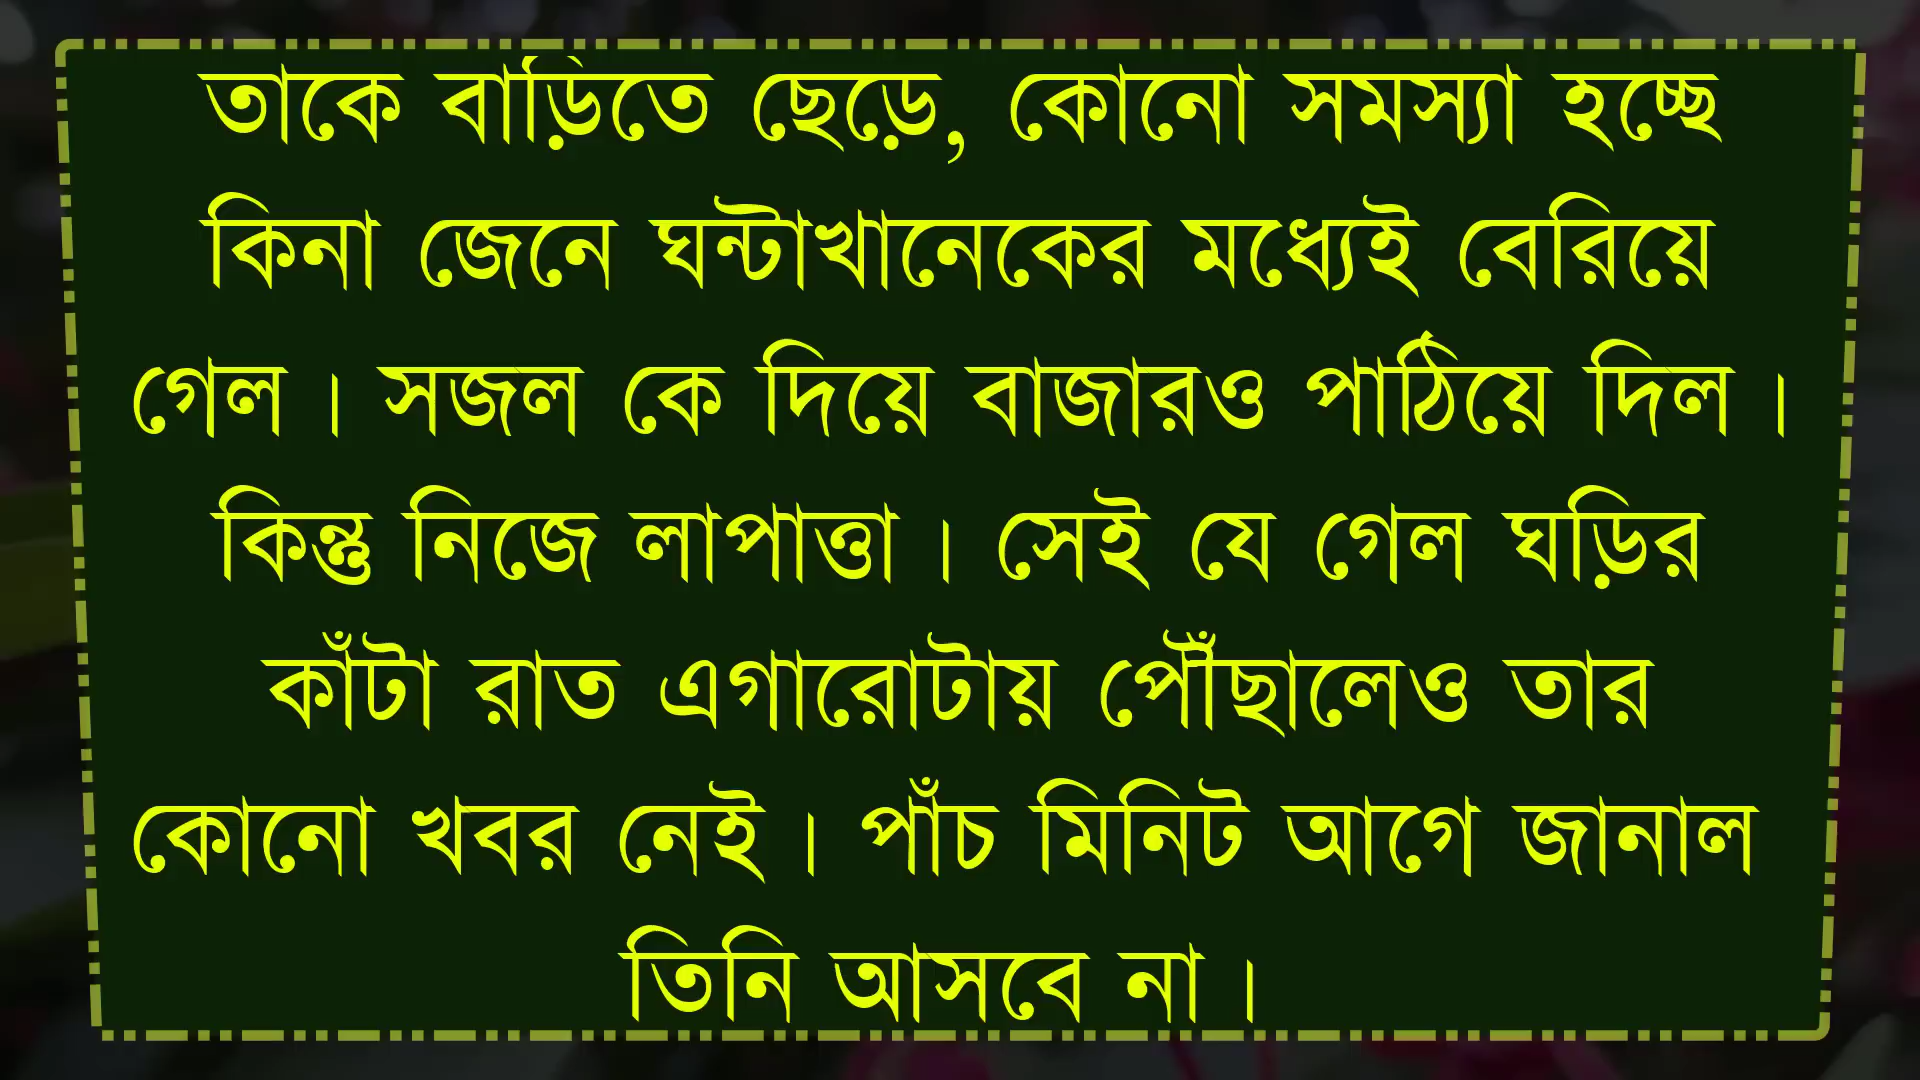 তাকে বাড়িতে ছেড়ে, কোনো সমস্যা হচ্ছে
কিনা জেনে ঘন্টাখানেকের মধ্যেই বেরিয়ে
গেল। সজল কে দিয়ে বাজারও পাঠিয়ে দিল।
কিন্তু নিজে লাপাত্তা। সেই যে গেল ঘড়ির
কাঁটা রাত এগারোটায় পৌঁছালেও তার
কোনো খবর নেই। পাঁচ মিনিট আগে জানাল
তিনি আসবে না।